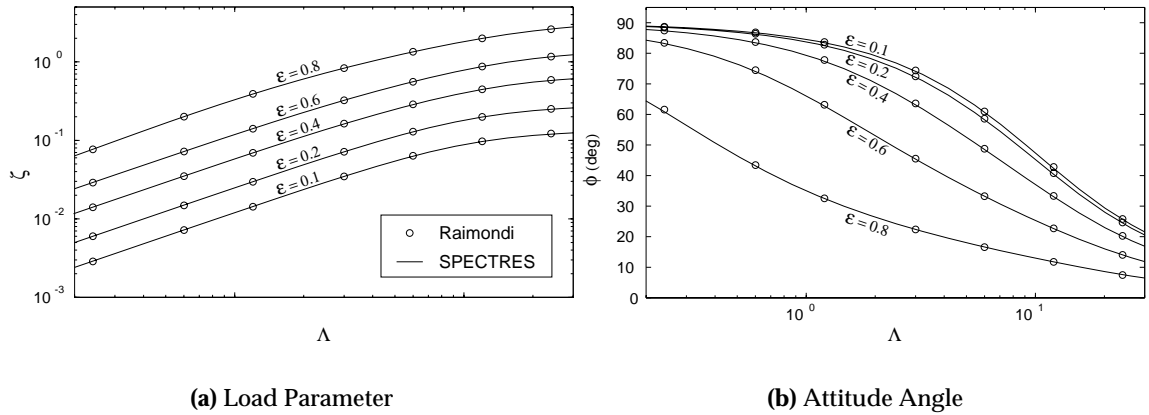 10⁰
10⁻¹
10⁻²
10⁻³
ζ
ε = 0.8
ε = 0.6
ε = 0.4
ε = 0.2
ε = 0.1
Raimondi
SPECTRES
Λ
(a) Load Parameter
90
80
70
60
50
40
30
20
10
0
ϕ (deg)
ε = 0.1
ε = 0.2
ε = 0.4
ε = 0.6
ε = 0.8
10⁰
10¹
Λ
(b) Attitude Angle